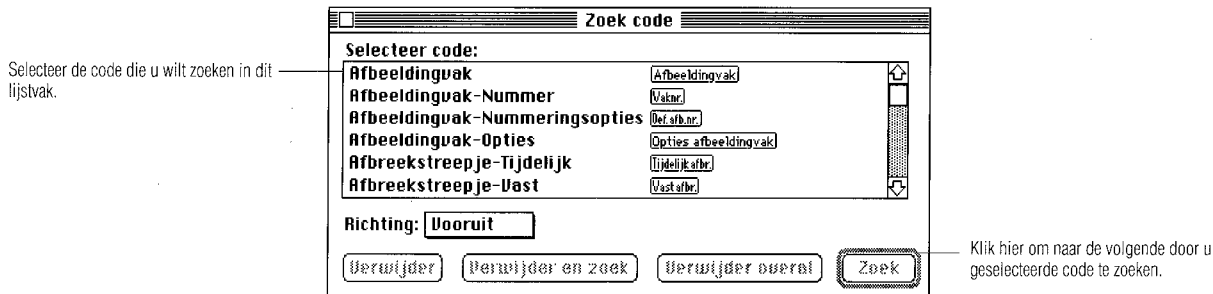 Zoek code
Selecteer code:
Selecteer de code die u wilt zoeken in dit
lijstvak.
Afbeeldingvak Afbeeldingvak
Afbeeldingvak-Nummer Vaknr.
Afbeeldingvak-Nummeringsopties Def.afb.nr.
Afbeeldingvak-Opties Opties afbeeldingvak
Afbreekstreepje-Tijdelijk Tijdelijk afbr.
Afbreekstreepje-Vast Vast afbr.
Richting: Vooruit
Verwijder Verwijder en zoek Verwijder overal Zoek
Klik hier om naar de volgende door u
geselecteerde code te zoeken.